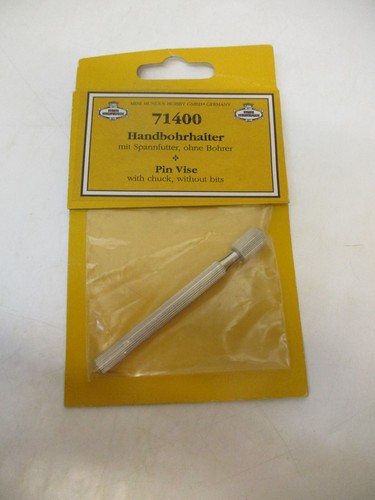 71400
Handbohrhalter
mit Spannfutter, ohne Bohrer
Pin Vise
with chuck, without bits